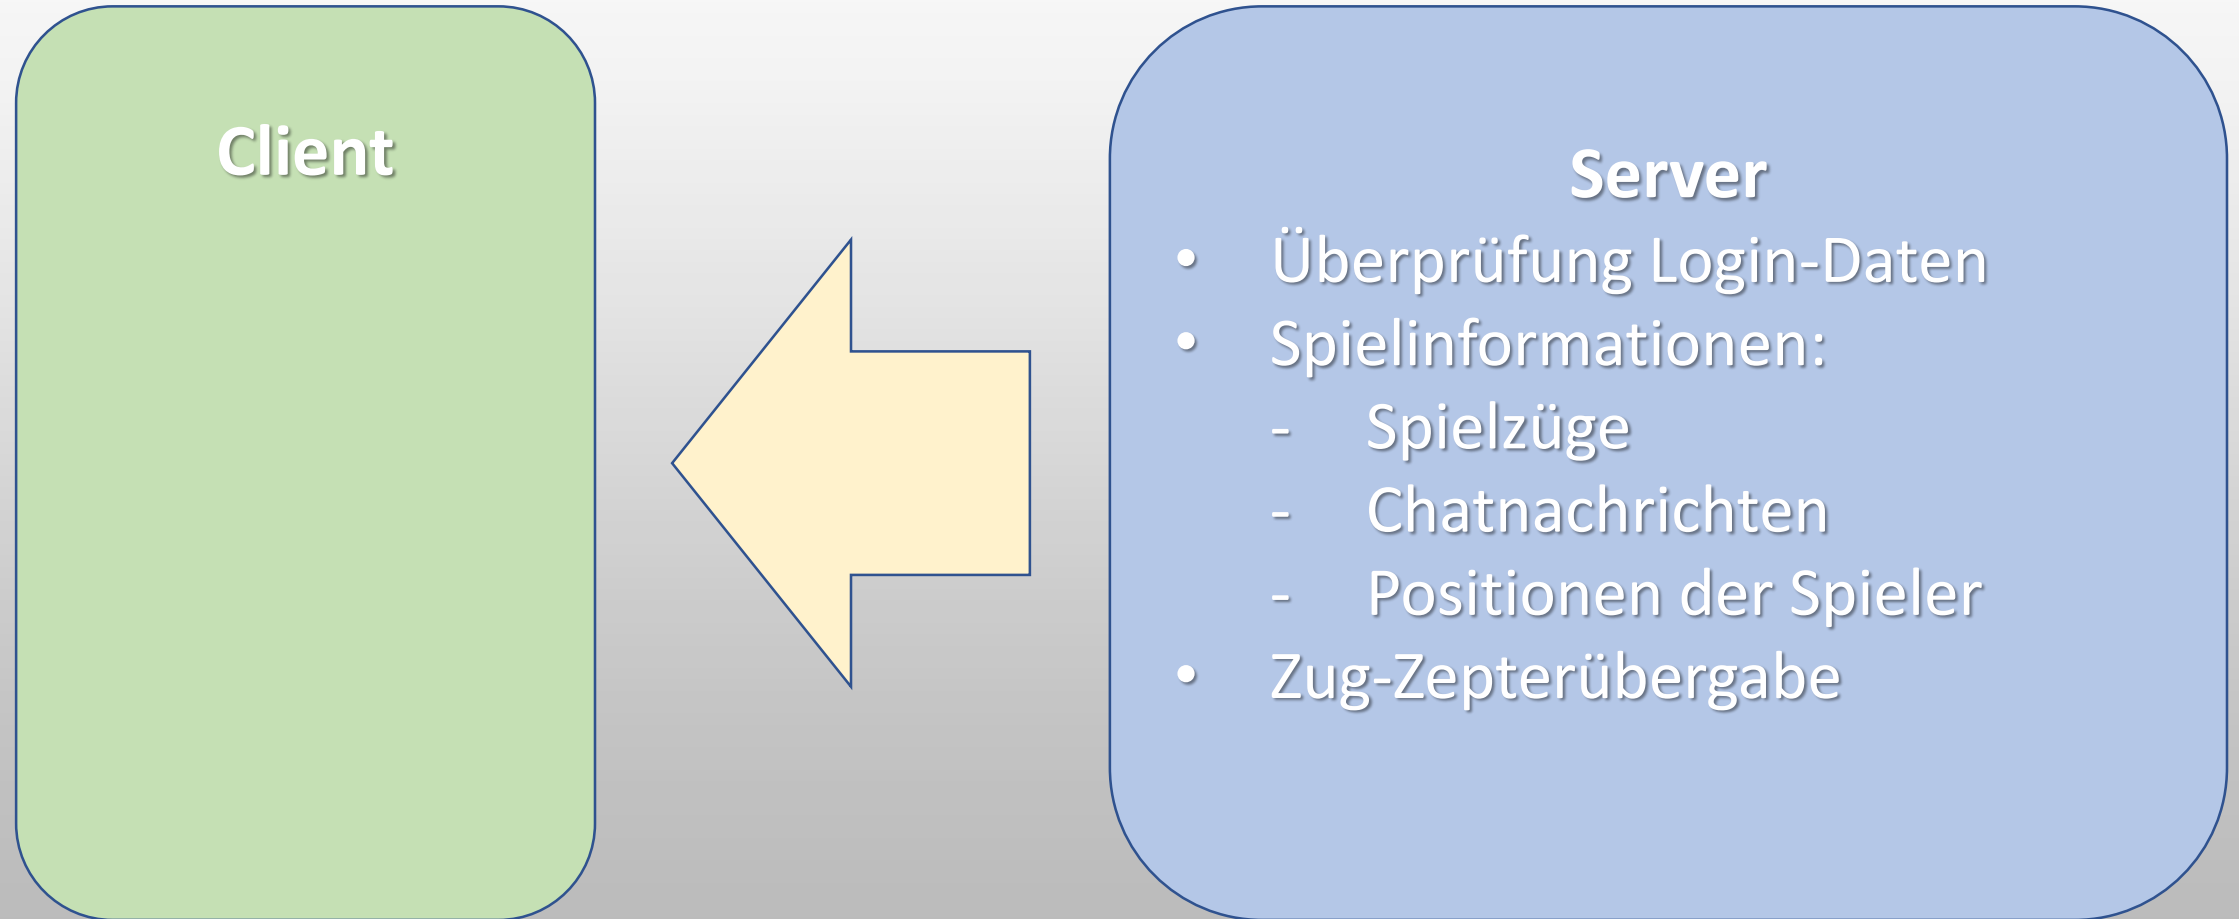 Client
Server
• Überprüfung Login-Daten
• Spielinformationen:
- Spielzüge
- Chatnachrichten
- Positionen der Spieler
• Zug-Zepterübergabe